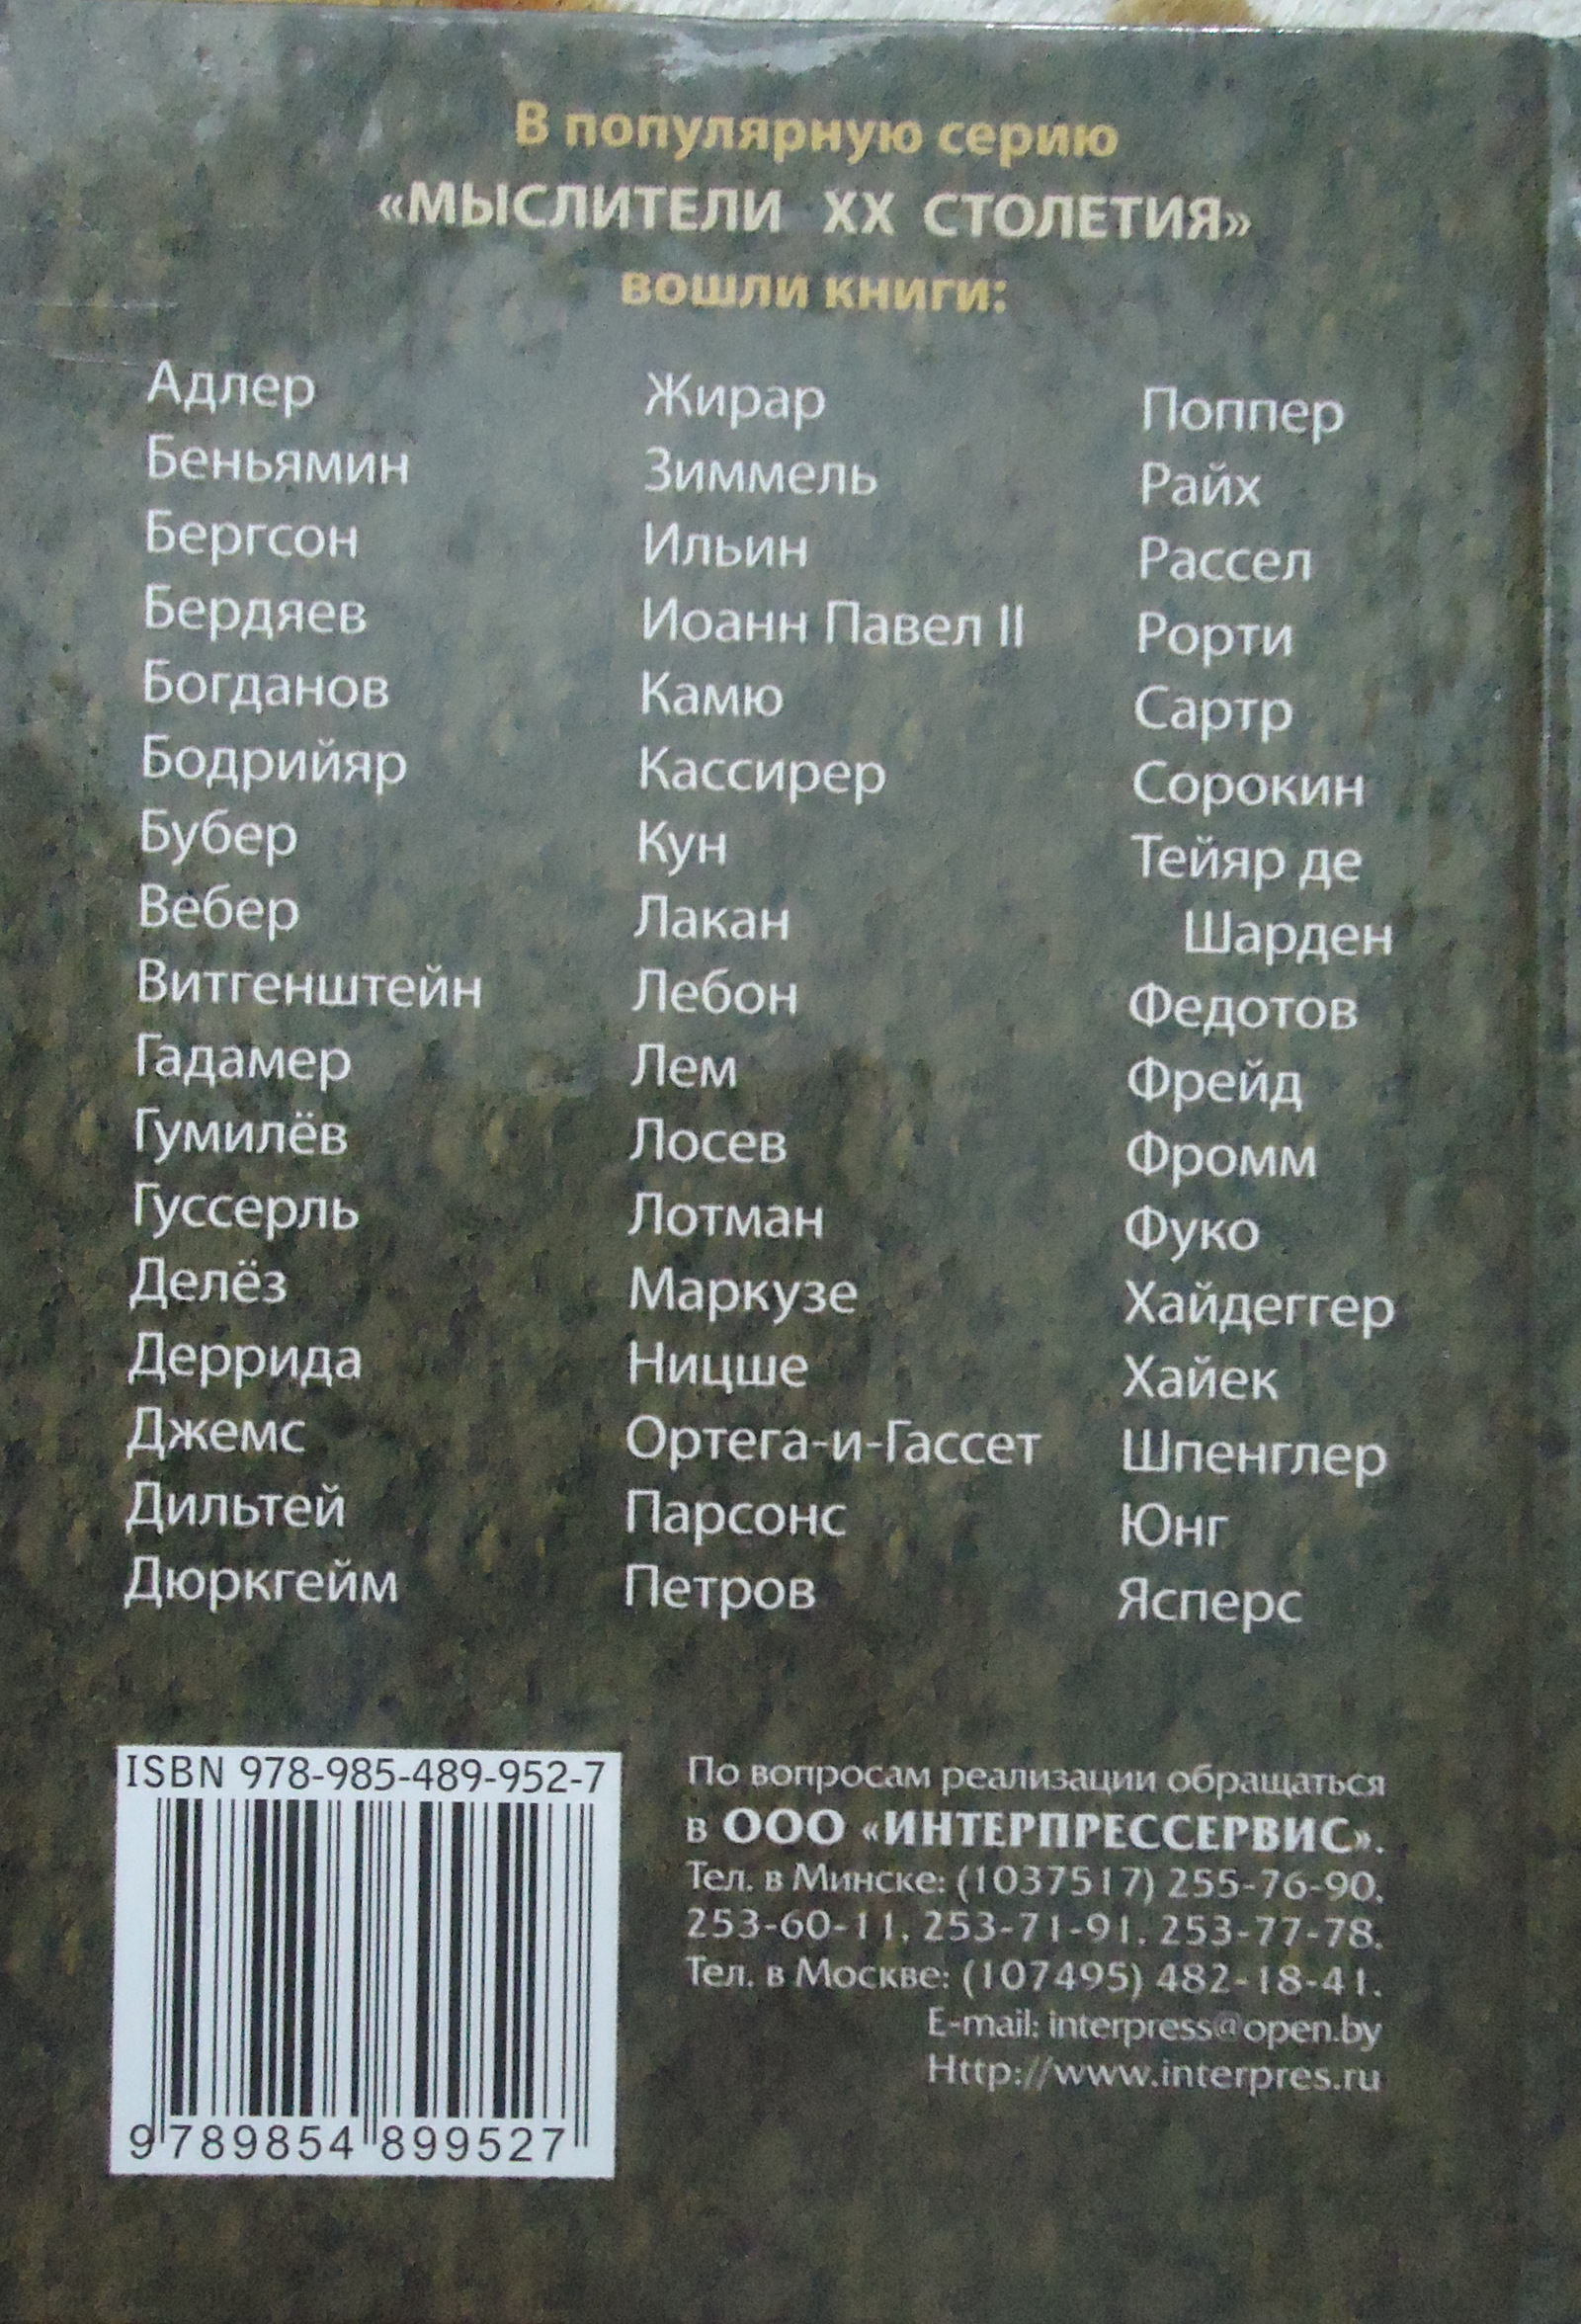 В популярную серию
«МЫСЛИТЕЛИ XX СТОЛЕТИЯ»
вошли книги:
Адлер
Беньямин
Бергсон
Бердяев
Богданов
Бодрийяр
Бубер
Вебер
Витгенштейн
Гадамер
Гумилёв
Гуссерль
Делёз
Деррида
Джемс
Дильтей
Дюркгейм
Жирар
Зиммель
Ильин
Иоанн Павел II
Камю
Кассирер
Кун
Лакан
Лебон
Лем
Лосев
Лотман
Маркузе
Ницше
Ортега-и-Гассет
Парсонс
Петров
Поппер
Райх
Рассел
Рорти
Сартр
Сорокин
Тейяр де
Шарден
Федотов
Фрейд
Фромм
Фуко
Хайдеггер
Хайек
Шпенглер
Юнг
Ясперс
ISBN 978-985-489-952-7
9 789854 899527
По вопросам реализации обращаться
в ООО «ИНТЕРПРЕССЕРВИС».
Тел. в Минске: (1037517) 255-76-90,
253-60-11, 253-71-91, 253-77-78.
Тел. в Москве: (107495) 482-18-41.
E-mail: interpress@open.by
Http://www.interpres.ru